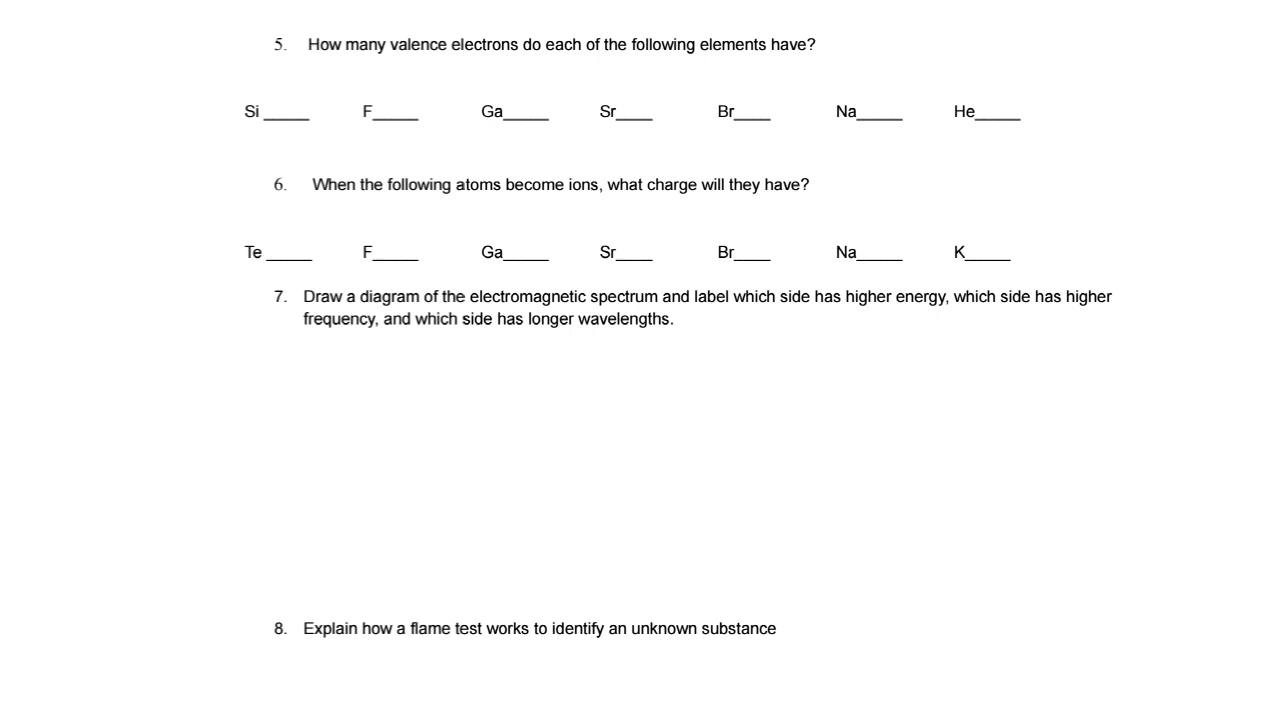 5. How many valence electrons do each of the following elements have?
Si _____ F_____ Ga_____ Sr____ Br____ Na_____ He_____
6. When the following atoms become ions, what charge will they have?
Te _____ F_____ Ga_____ Sr____ Br____ Na_____ K_____
7. Draw a diagram of the electromagnetic spectrum and label which side has higher energy, which side has higher
frequency, and which side has longer wavelengths.
8. Explain how a flame test works to identify an unknown substance